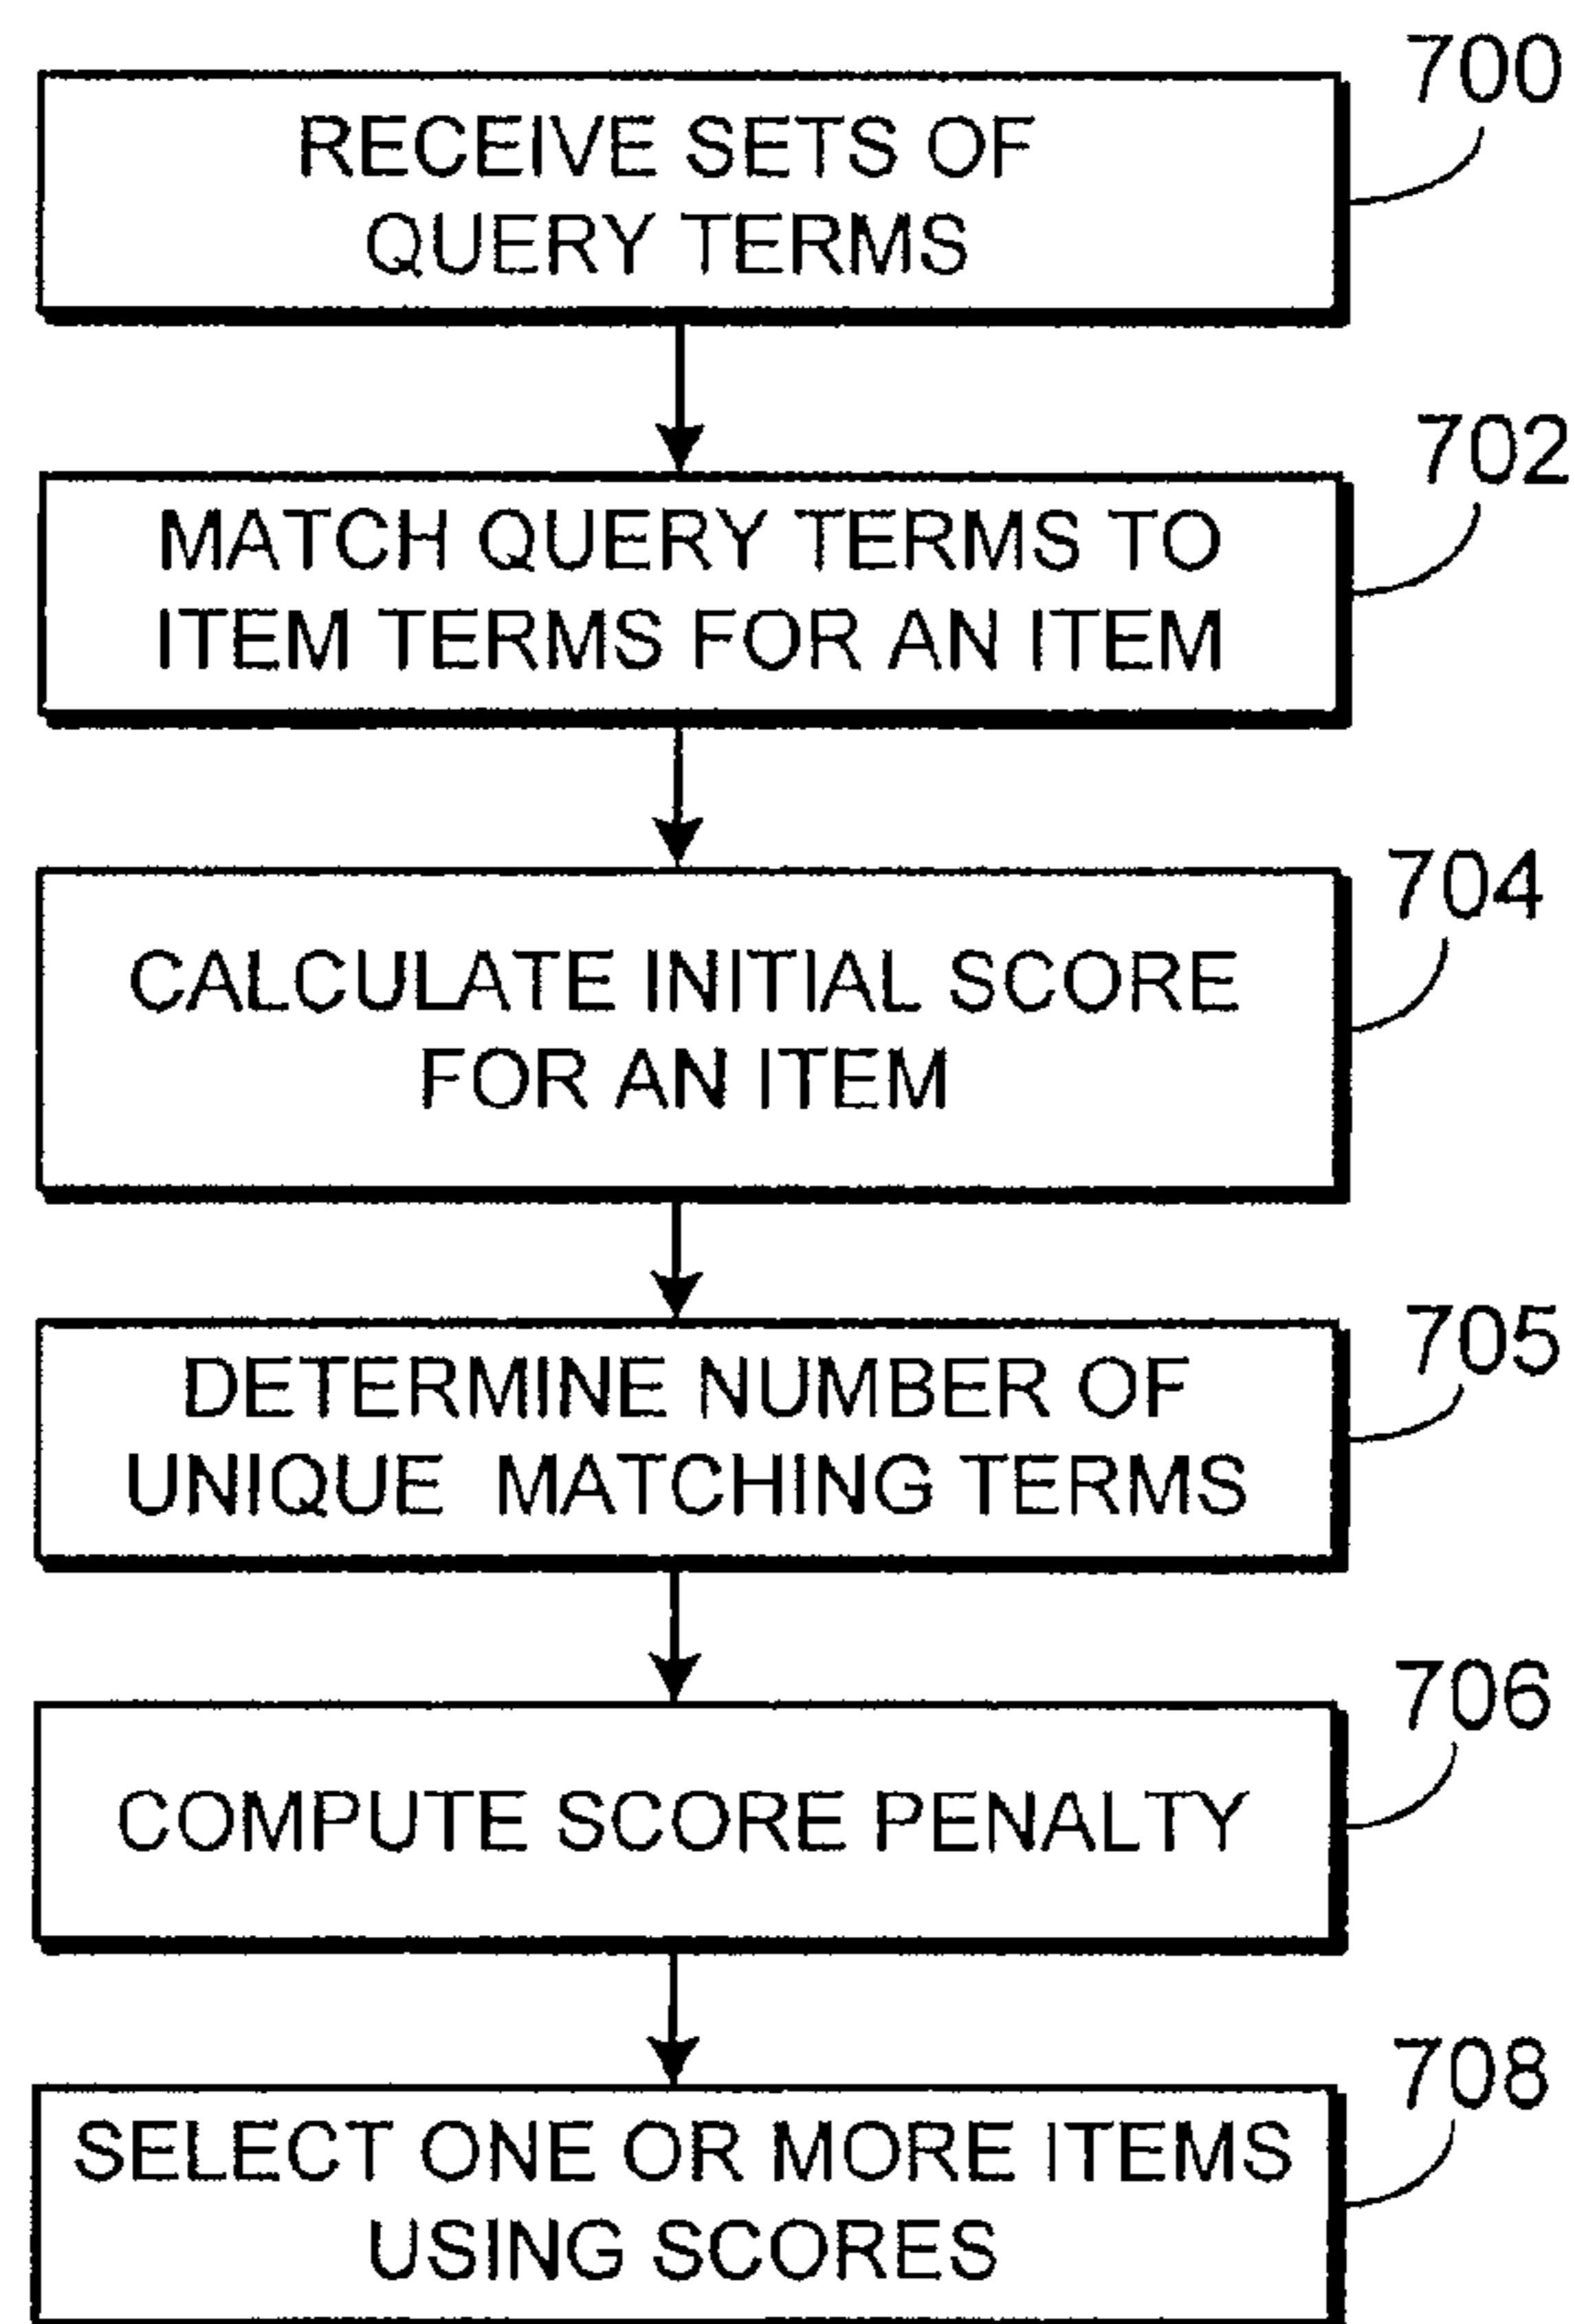 700
RECEIVE SETS OF
QUERY TERMS
702
MATCH QUERY TERMS TO
ITEM TERMS FOR AN ITEM
704
CALCULATE INITIAL SCORE
FOR AN ITEM
705
DETERMINE NUMBER OF
UNIQUE MATCHING TERMS
706
COMPUTE SCORE PENALTY
708
SELECT ONE OR MORE ITEMS
USING SCORES